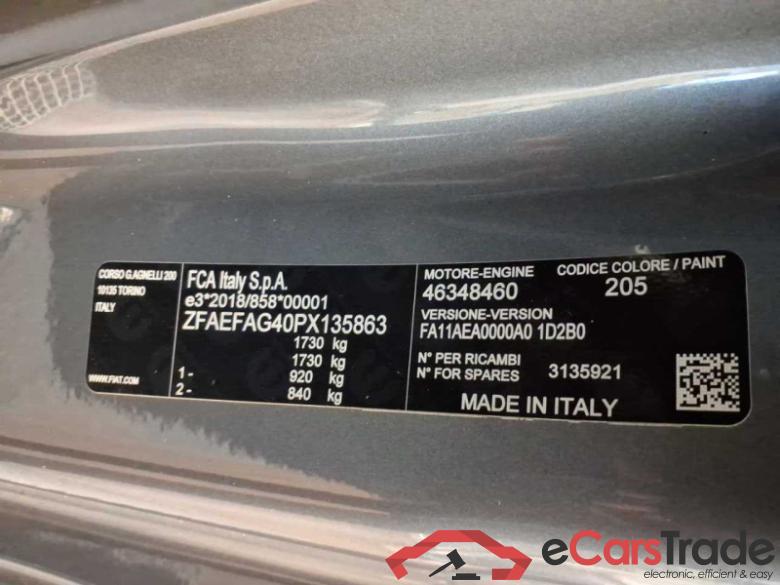 CORSO G.AGNELLI 200
10135 TORINO
ITALY
WWW.FIAT.COM
FCA Italy S.p.A.
e3*2018/858*00001
ZFAEFAG40PX135863
1730 kg
1730 kg
1- 920 kg
2- 840 kg
MOTORE-ENGINE
46348460
CODICE COLORE / PAINT
205
VERSIONE-VERSION
FA11AEA0000A0 1D2B0
N° PER RICAMBI
N° FOR SPARES 3135921
MADE IN ITALY
eCarsTrade
electronic, efficient & easy